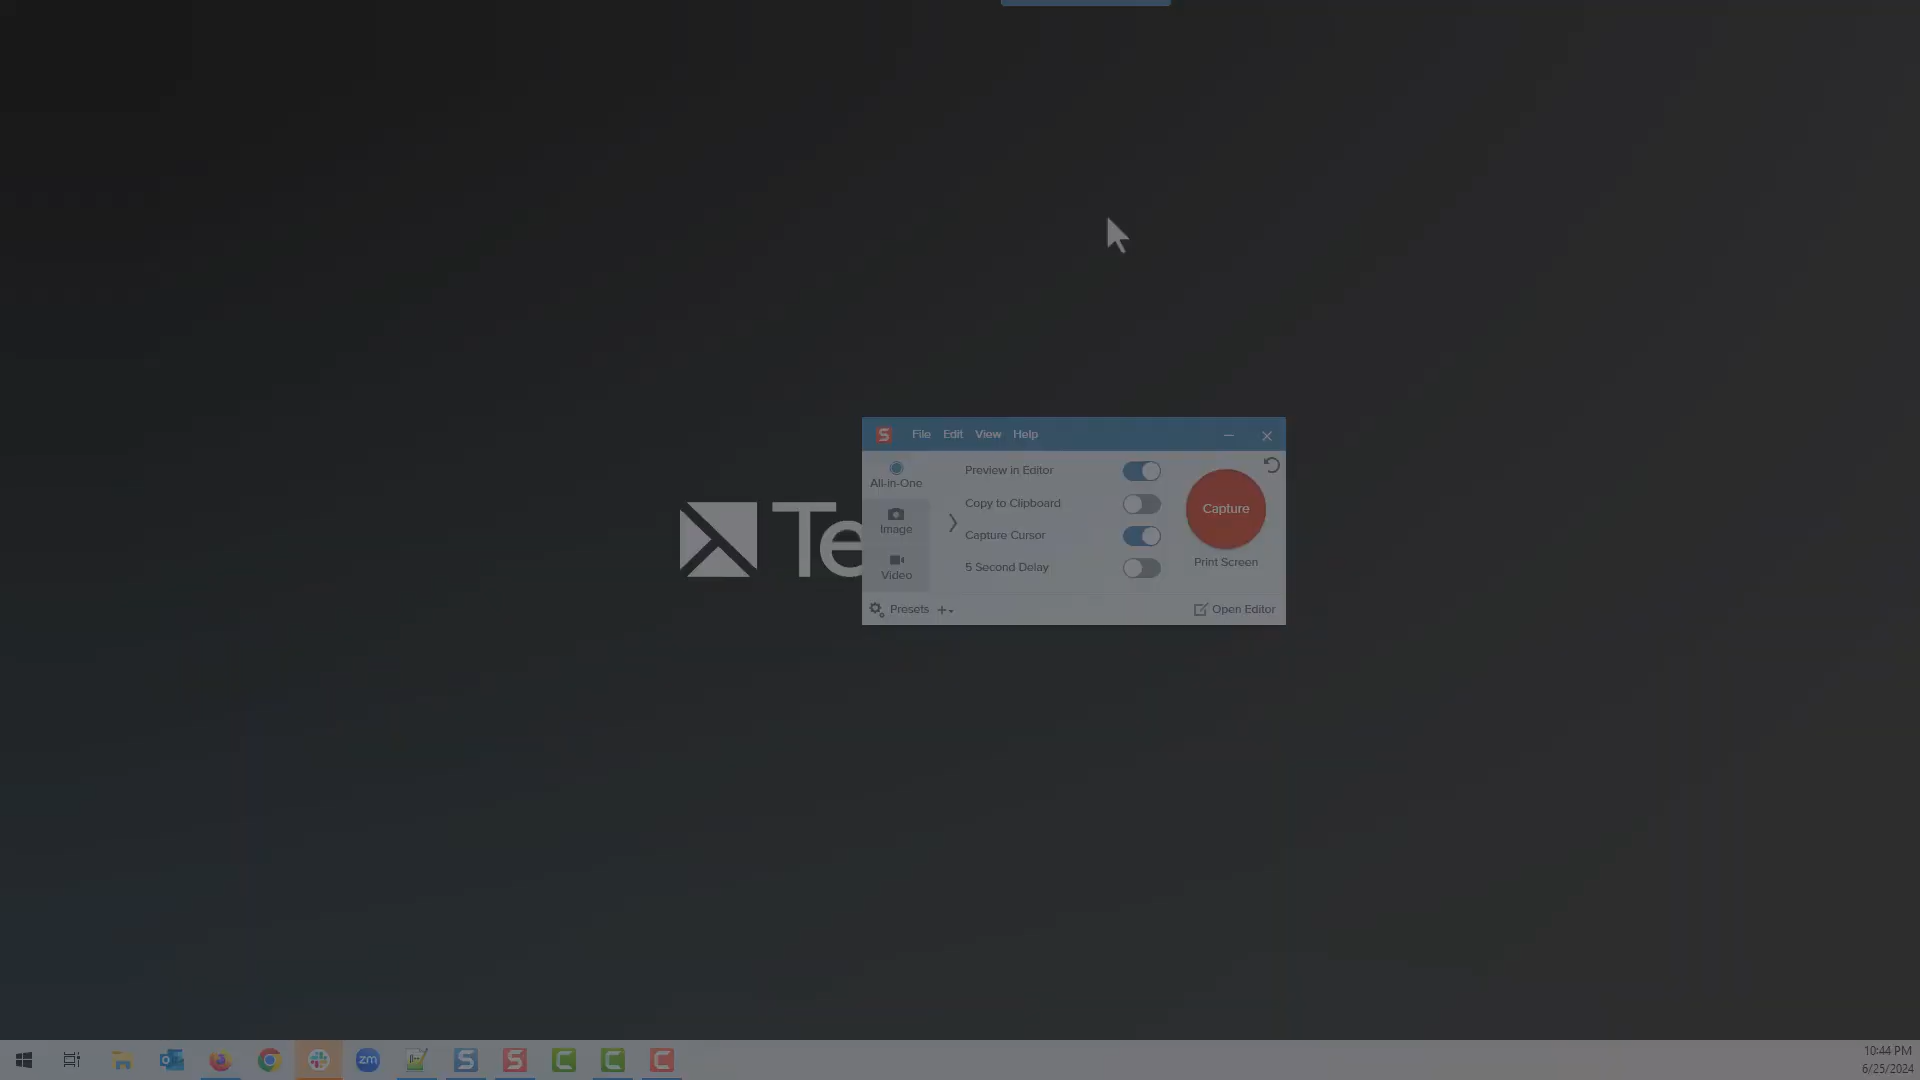 File Edit View Help
All-in-One
Image
Video
Preview in Editor
Copy to Clipboard
Capture Cursor
5 Second Delay
Capture
Print Screen
Presets
Open Editor
Te
zm
10:44 PM
6/25/2024